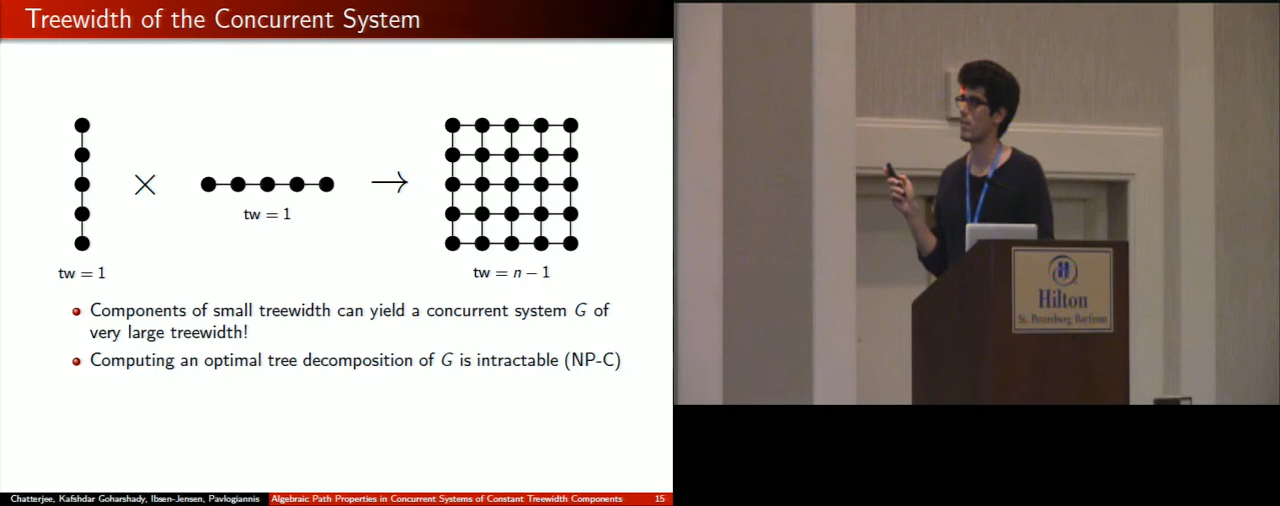 Treewidth of the Concurrent System
×
→
tw = 1
tw = 1
tw = n − 1
Components of small treewidth can yield a concurrent system G of
very large treewidth!
Computing an optimal tree decomposition of G is intractable (NP-C)
Chatterjee, Kafshdar Goharshady, Ibsen-Jensen, Pavlogiannis
Algebraic Path Properties in Concurrent Systems of Constant Treewidth Components
15
Hilton
St. Petersburg Bayfront